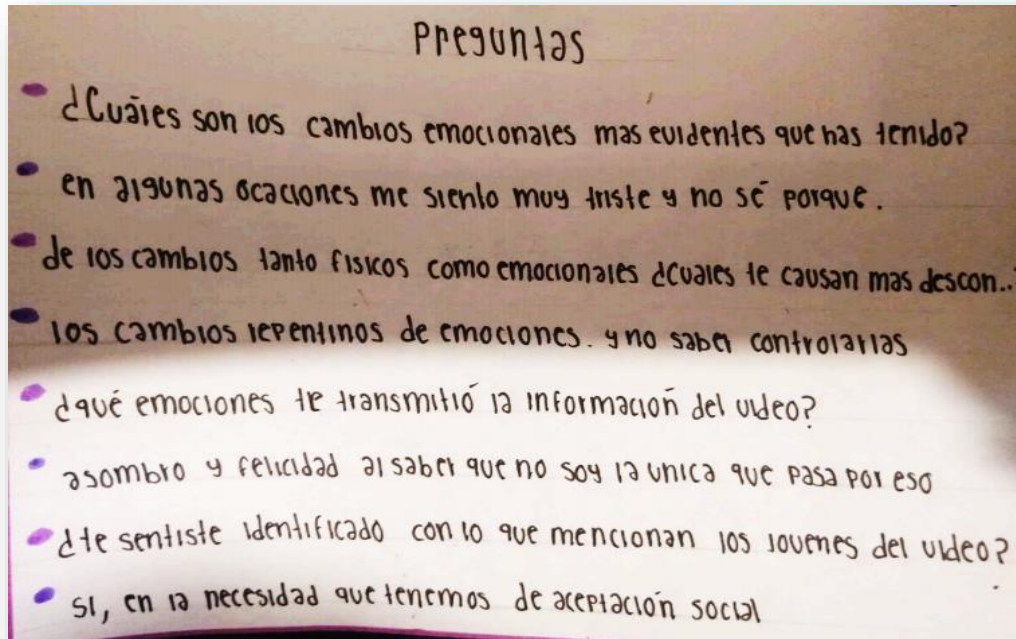 Preguntas
¿Cuáles son los cambios emocionales mas evidentes que has tenido?
en algunas ocaciones me siento muy triste y no sé porque.
de los cambios tanto fisicos como emocionales ¿cuales te causan mas descon..?
los cambios repentinos de emociones. y no saber controlarlas
¿qué emociones te transmitió la información del video?
asombro y felicidad al saber que no soy la unica que pasa por eso
¿te sentiste identificado con lo que mencionan los jovenes del video?
si, en la necesidad que tenemos de aceptación social